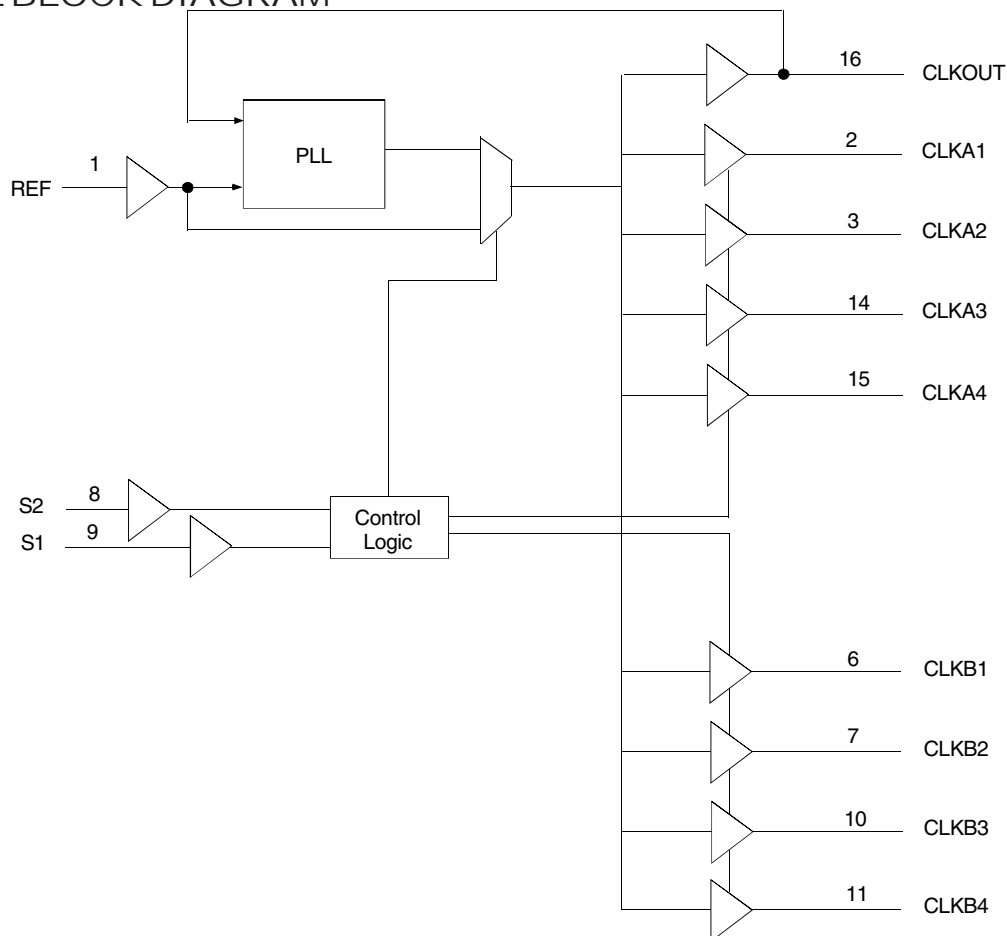 BLOCK DIAGRAM
16 CLKOUT
PLL
2 CLKA1
1
REF
3 CLKA2
14 CLKA3
15 CLKA4
S2 8
S1 9
Control
Logic
6 CLKB1
7 CLKB2
10 CLKB3
11 CLKB4